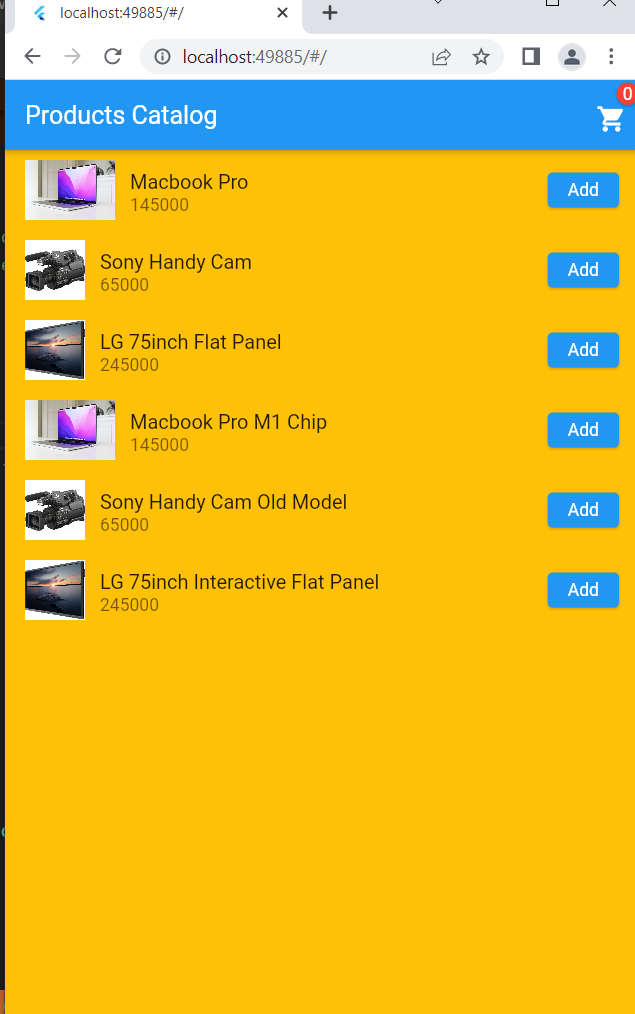 localhost:49885/#/
localhost:49885/#/
0
Products Catalog
Macbook Pro
145000
Add
Sony Handy Cam
65000
Add
LG 75inch Flat Panel
245000
Add
Macbook Pro M1 Chip
145000
Add
Sony Handy Cam Old Model
65000
Add
LG 75inch Interactive Flat Panel
245000
Add